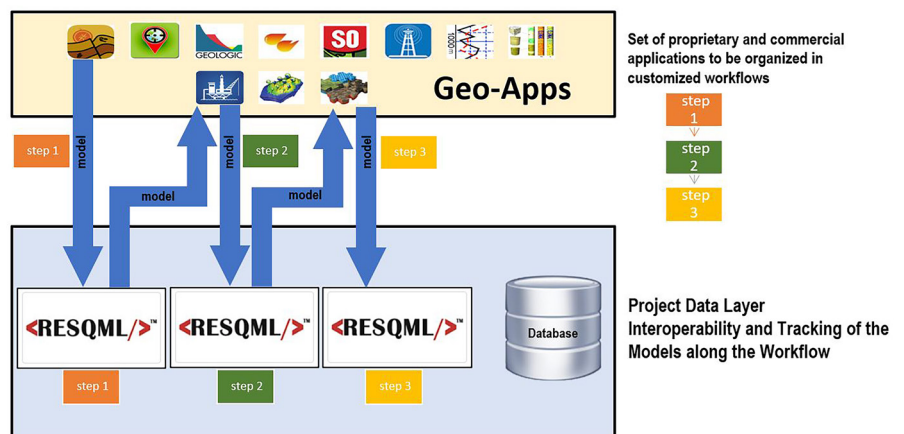 GEOLOGIC
SO
1000m
Geo-Apps
Set of proprietary and commercial
applications to be organized in
customized workflows
step
1
step
2
step
3
step 1
model
model
model
step 2
model
model
step 3
<RESQML/>™
<RESQML/>™
<RESQML/>™
Database
step 1
step 2
step 3
Project Data Layer
Interoperability and Tracking of the
Models along the Workflow